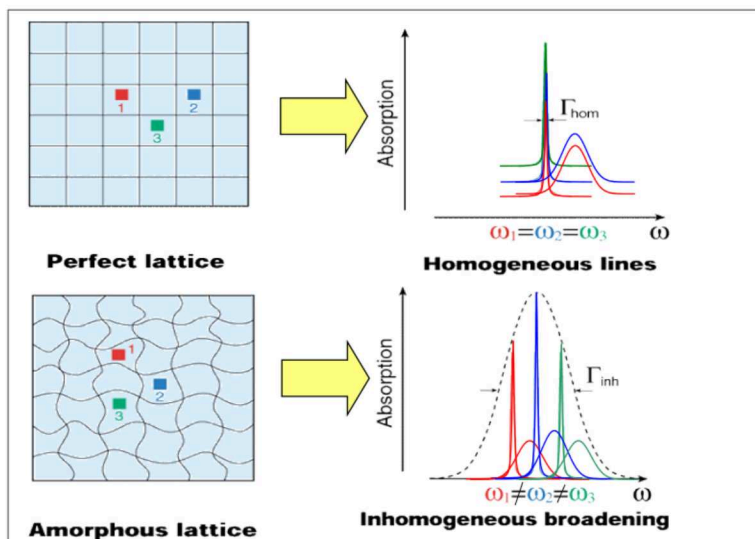 1
2
3
Absorption
Γhom
ω1=ω2=ω3
ω
Perfect lattice
Homogeneous lines
1
2
3
Absorption
Γinh
ω1≠ω2≠ω3
ω
Amorphous lattice
Inhomogeneous broadening